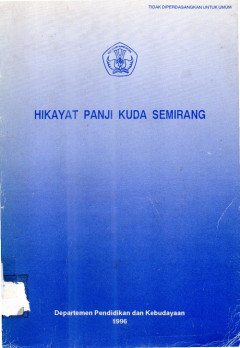 TIDAK DIPERDAGANGKAN UNTUK UMUM
HIKAYAT PANJI KUDA SEMIRANG
Departemen Pendidikan dan Kebudayaan
1996